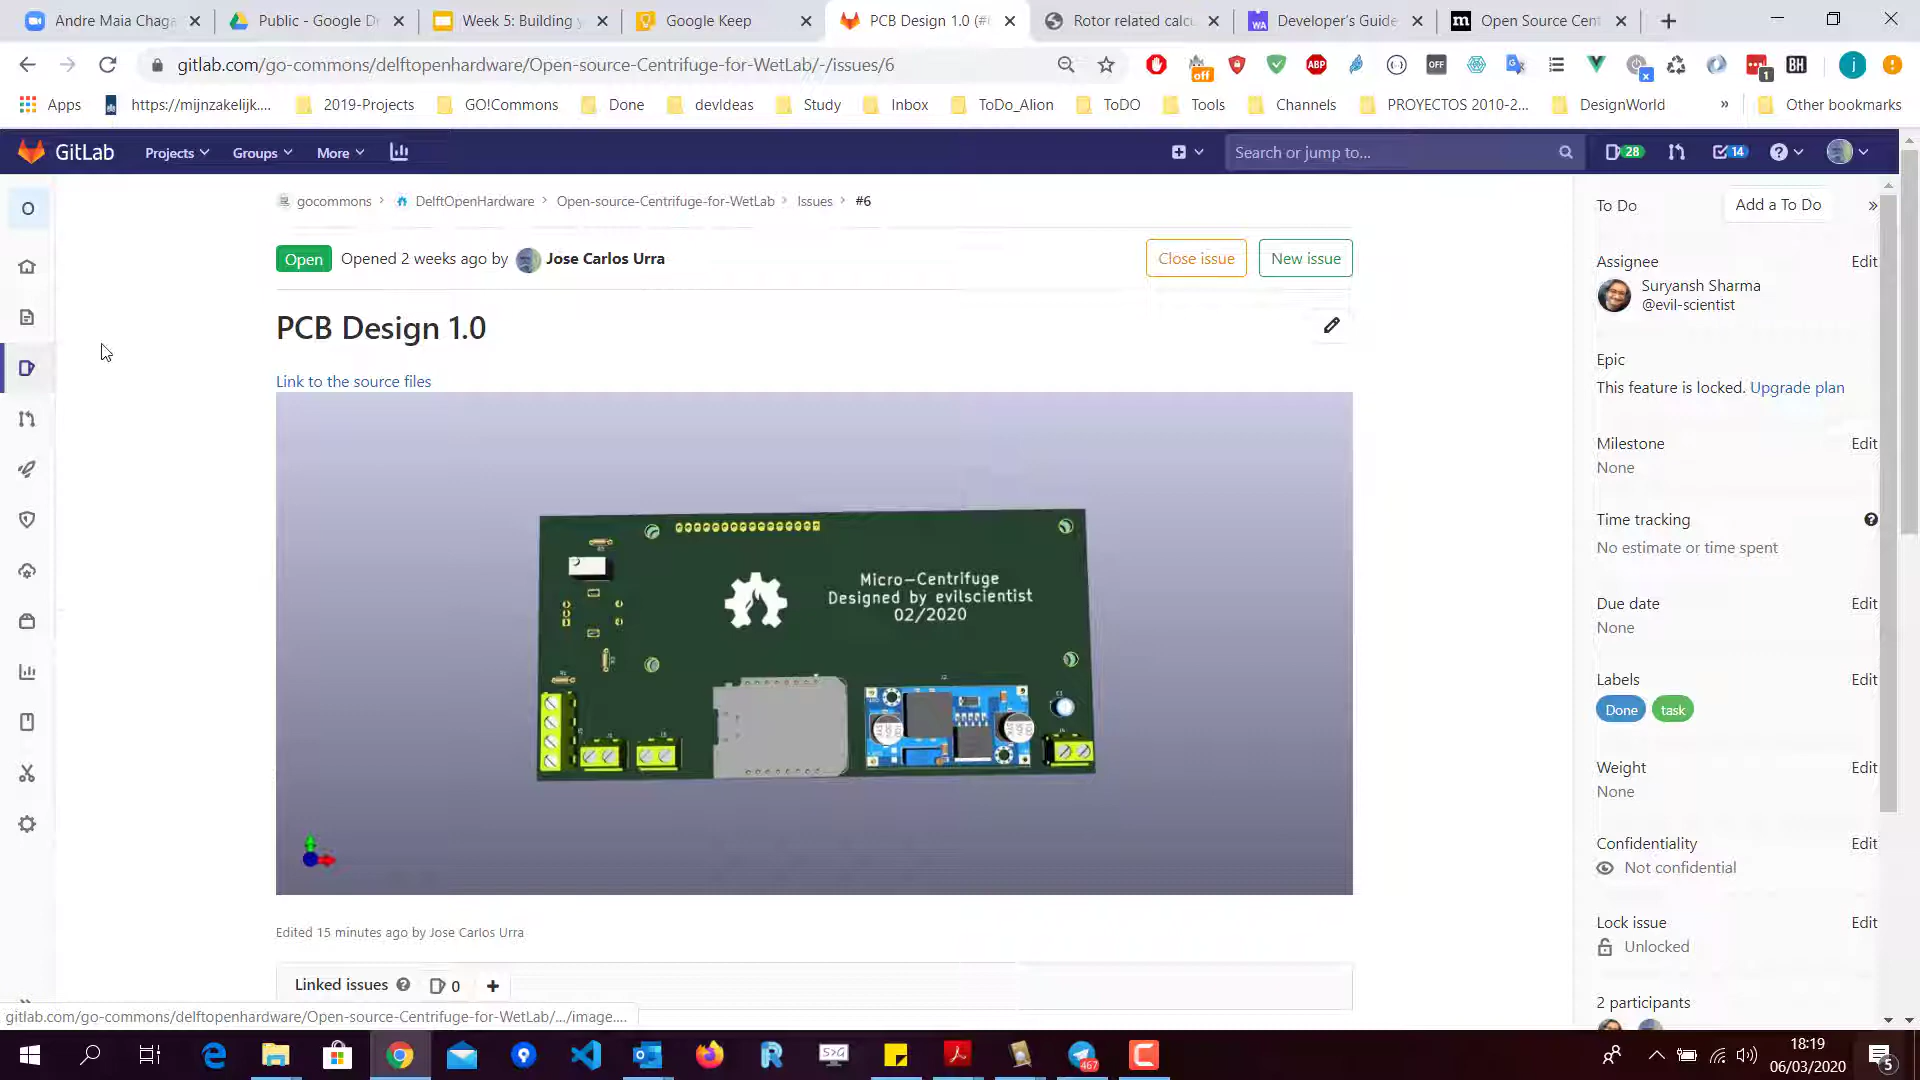 Andre Maia Chaga
Public - Google Dr
Week 5: Building y
Google Keep
PCB Design 1.0 (#6
Rotor related calcu
Developer's Guide
Open Source Cent
gitlab.com/go-commons/delftopenhardware/Open-source-Centrifuge-for-WetLab/-/issues/6
off
ABP
OFF
x
1
BH
i
Apps
https://mijnzakelijk....
2019-Projects
GO!Commons
Done
devIdeas
Study
Inbox
ToDo_Alion
ToDO
Tools
Channels
PROYECTOS 2010-2...
DesignWorld
»
Other bookmarks
GitLab
Projects
Groups
More
Search or jump to...
28
14
O
gocommons
DelftOpenHardware
Open-source-Centrifuge-for-WetLab
Issues
#6
Open
Opened 2 weeks ago by
Jose Carlos Urra
Close issue
New issue
PCB Design 1.0
Link to the source files
Micro-Centrifuge
Designed by evilscientist
02/2020
Edited 15 minutes ago by Jose Carlos Urra
Linked issues
0
To Do
Add a To Do
»
Assignee
Edit
Suryansh Sharma
@evil-scientist
Epic
This feature is locked. Upgrade plan
Milestone
Edit
None
Time tracking
No estimate or time spent
Due date
Edit
None
Labels
Edit
Done
task
Weight
Edit
None
Confidentiality
Edit
Not confidential
Lock issue
Edit
Unlocked
2 participants
gitlab.com/go-commons/delftopenhardware/Open-source-Centrifuge-for-WetLab/.../image....
467
18:19
06/03/2020
5